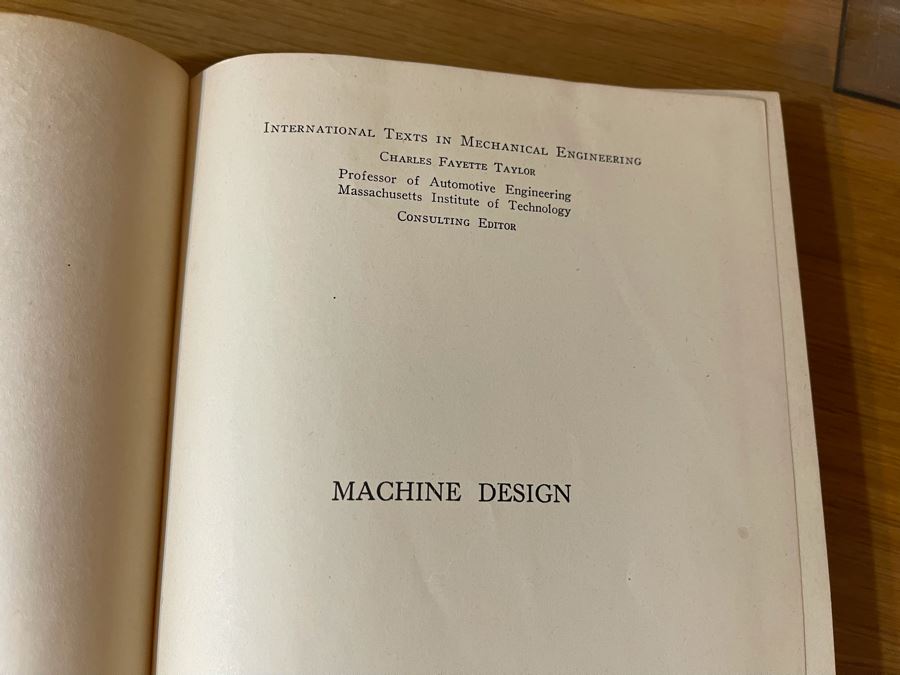 International Texts in Mechanical Engineering
Charles Fayette Taylor
Professor of Automotive Engineering
Massachusetts Institute of Technology
Consulting Editor
MACHINE DESIGN